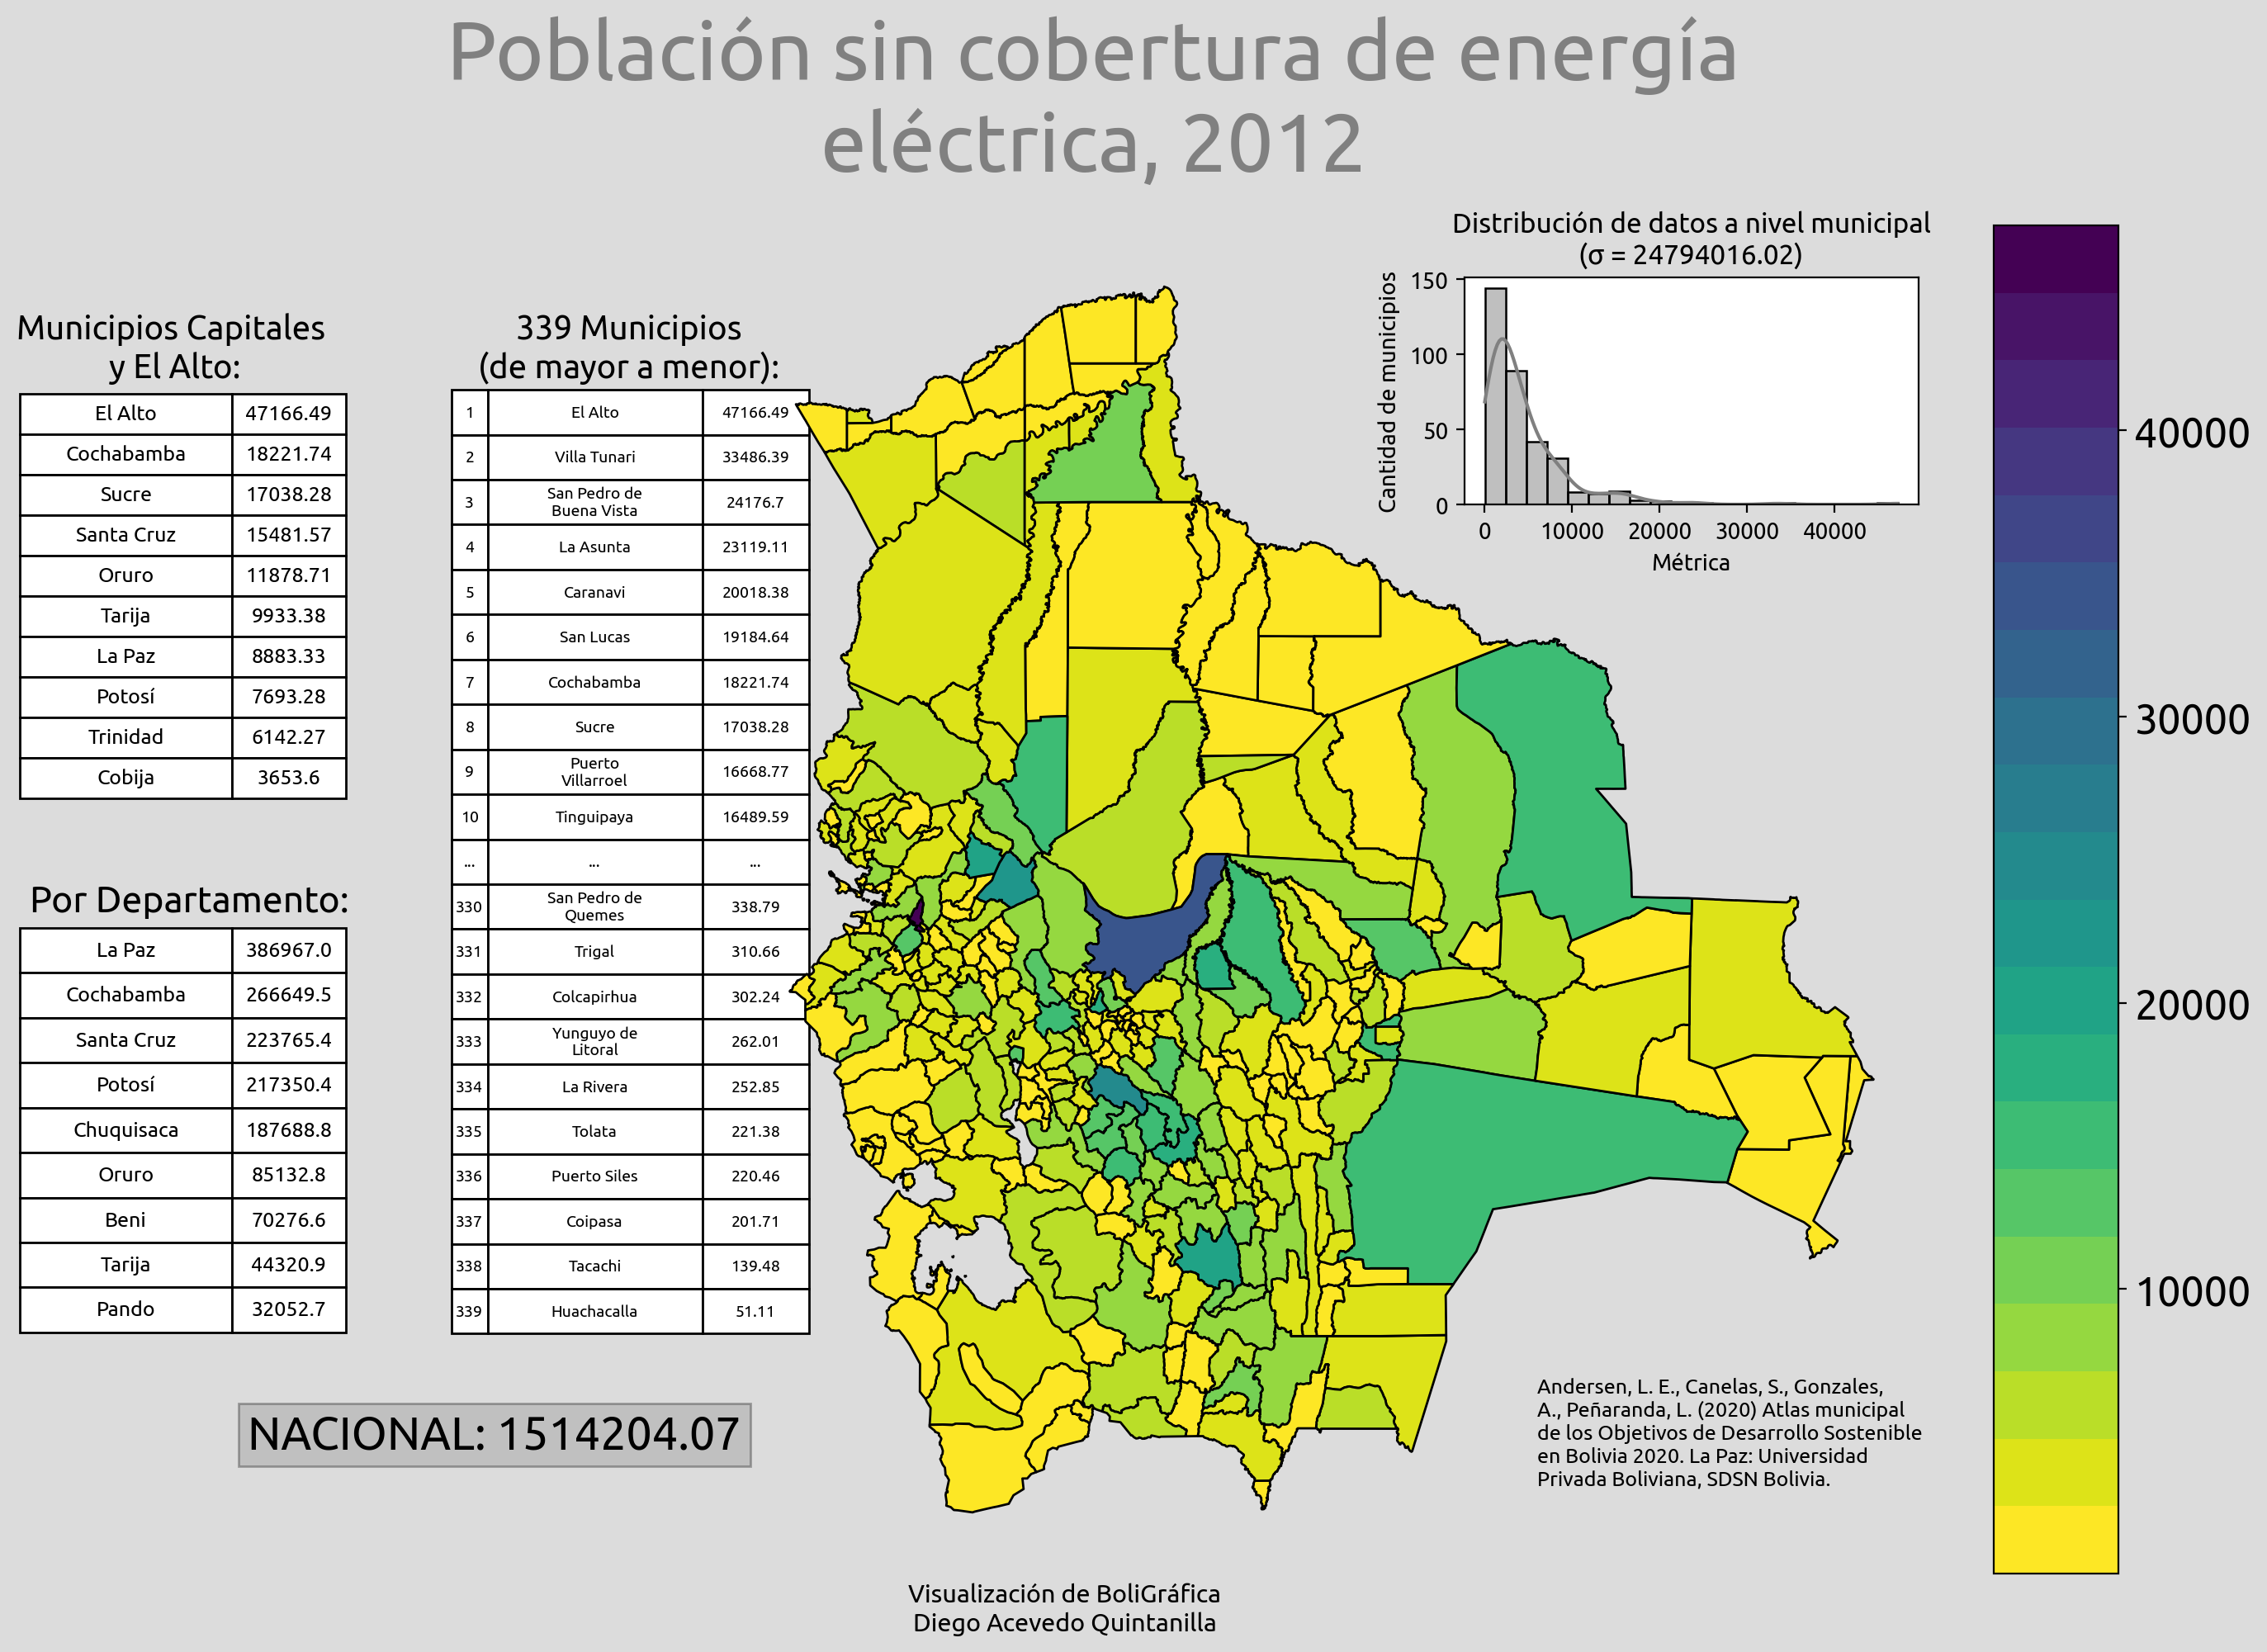 Población sin cobertura de energía
eléctrica, 2012
Municipios Capitales
y El Alto:
El Alto 47166.49
Cochabamba 18221.74
Sucre 17038.28
Santa Cruz 15481.57
Oruro 11878.71
Tarija 9933.38
La Paz 8883.33
Potosí 7693.28
Trinidad 6142.27
Cobija 3653.6
Por Departamento:
La Paz 386967.0
Cochabamba 266649.5
Santa Cruz 223765.4
Potosí 217350.4
Chuquisaca 187688.8
Oruro 85132.8
Beni 70276.6
Tarija 44320.9
Pando 32052.7
NACIONAL: 1514204.07
339 Municipios
(de mayor a menor):
1 El Alto 47166.49
2 Villa Tunari 33486.39
3 San Pedro de
Buena Vista 24176.7
4 La Asunta 23119.11
5 Caranavi 20018.38
6 San Lucas 19184.64
7 Cochabamba 18221.74
8 Sucre 17038.28
9 Puerto
Villarroel 16668.77
10 Tinguipaya 16489.59
... ... ...
330 San Pedro de
Quemes 338.79
331 Trigal 310.66
332 Colcapirhua 302.24
333 Yunguyo de
Litoral 262.01
334 La Rivera 252.85
335 Tolata 221.38
336 Puerto Siles 220.46
337 Coipasa 201.71
338 Tacachi 139.48
339 Huachacalla 51.11
Distribución de datos a nivel municipal
(σ = 24794016.02)
Cantidad de municipios
150
100
50
0
0 10000 20000 30000 40000
Métrica
40000
30000
20000
10000
Andersen, L. E., Canelas, S., Gonzales,
A., Peñaranda, L. (2020) Atlas municipal
de los Objetivos de Desarrollo Sostenible
en Bolivia 2020. La Paz: Universidad
Privada Boliviana, SDSN Bolivia.
Visualización de BoliGráfica
Diego Acevedo Quintanilla